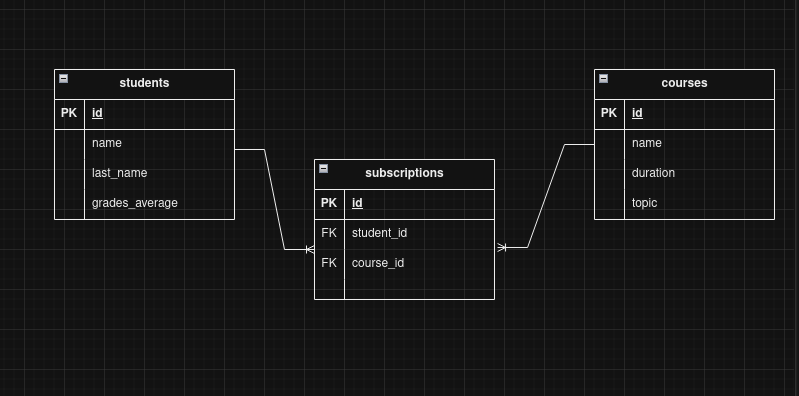 students
PK id
name
last_name
grades_average
subscriptions
PK id
FK student_id
FK course_id
courses
PK id
name
duration
topic